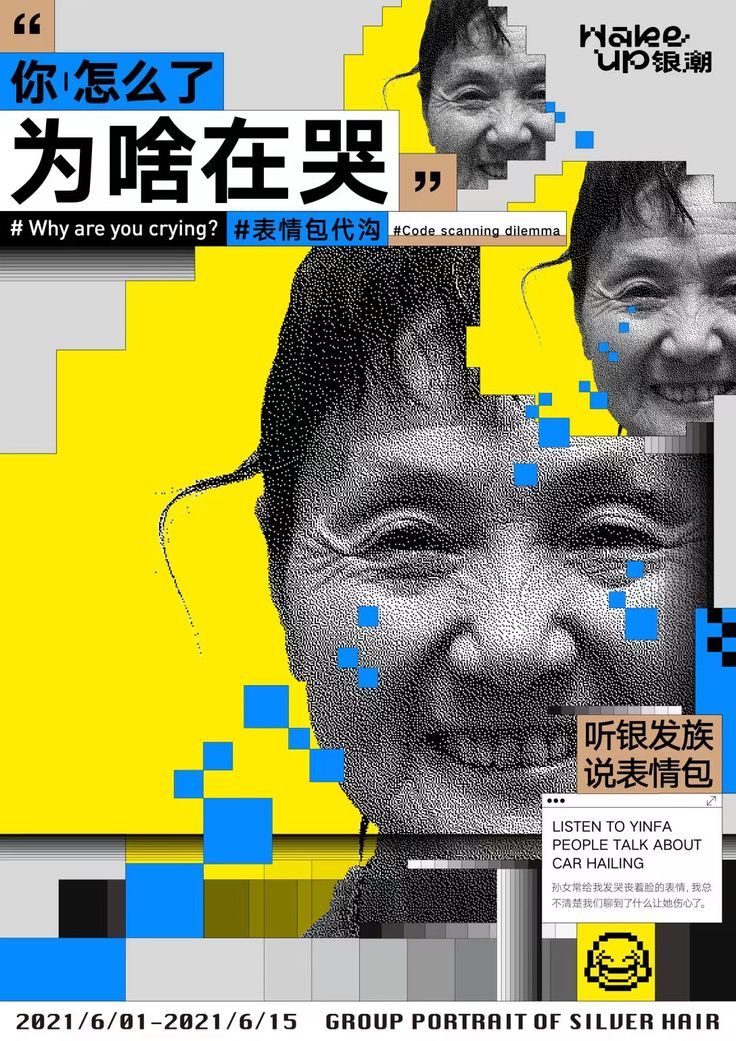 “
Wake
up银潮
你怎么了
为啥在哭
”
# Why are you crying?
#表情包代沟
#Code scanning dilemma
听银发族
说表情包
LISTEN TO YINFA
PEOPLE TALK ABOUT
CAR HAILING
孙女常给我发哭丧着脸的表情，我总
不清楚我们聊到了什么让她伤心了。
2021/6/01-2021/6/15
GROUP PORTRAIT OF SILVER HAIR